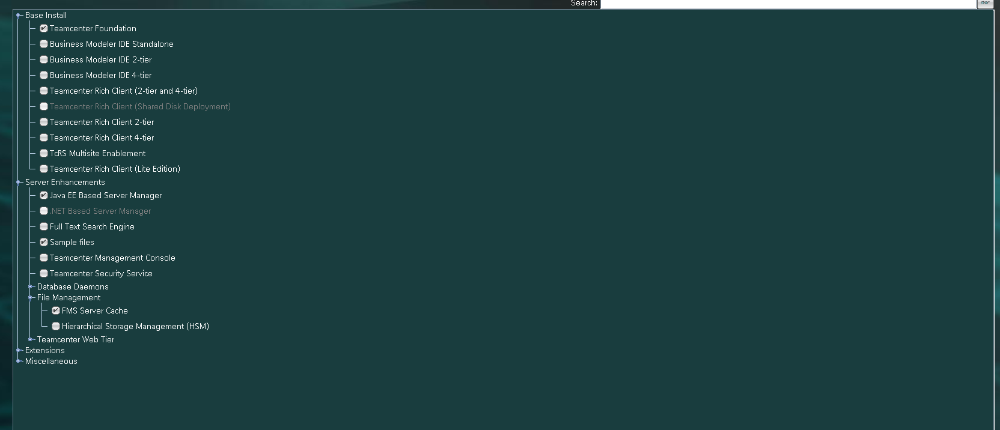 Search:
Base Install
Teamcenter Foundation
Business Modeler IDE Standalone
Business Modeler IDE 2-tier
Business Modeler IDE 4-tier
Teamcenter Rich Client (2-tier and 4-tier)
Teamcenter Rich Client (Shared Disk Deployment)
Teamcenter Rich Client 2-tier
Teamcenter Rich Client 4-tier
TcRS Multisite Enablement
Teamcenter Rich Client (Lite Edition)
Server Enhancements
Java EE Based Server Manager
.NET Based Server Manager
Full Text Search Engine
Sample files
Teamcenter Management Console
Teamcenter Security Service
Database Daemons
File Management
FMS Server Cache
Hierarchical Storage Management (HSM)
Teamcenter Web Tier
Extensions
Miscellaneous